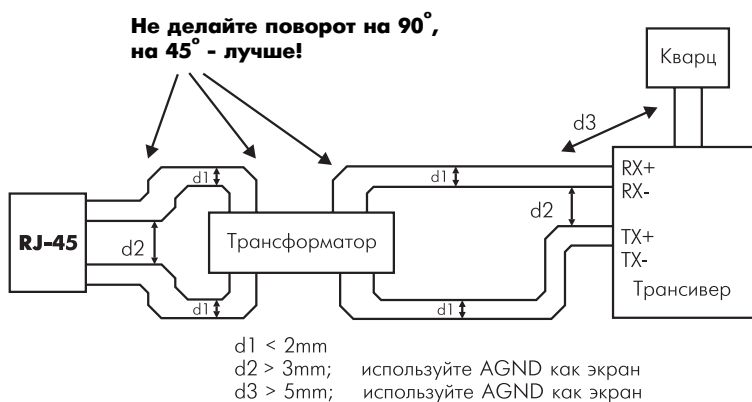 Не делайте поворот на 90°,
на 45° - лучше!
Кварц
d3
d1
d1
RX+
RX-
d2
RJ-45
d2
Трансформатор
TX+
TX-
Трансивер
d1
d1
d1 < 2mm
d2 > 3mm; используйте AGND как экран
d3 > 5mm; используйте AGND как экран